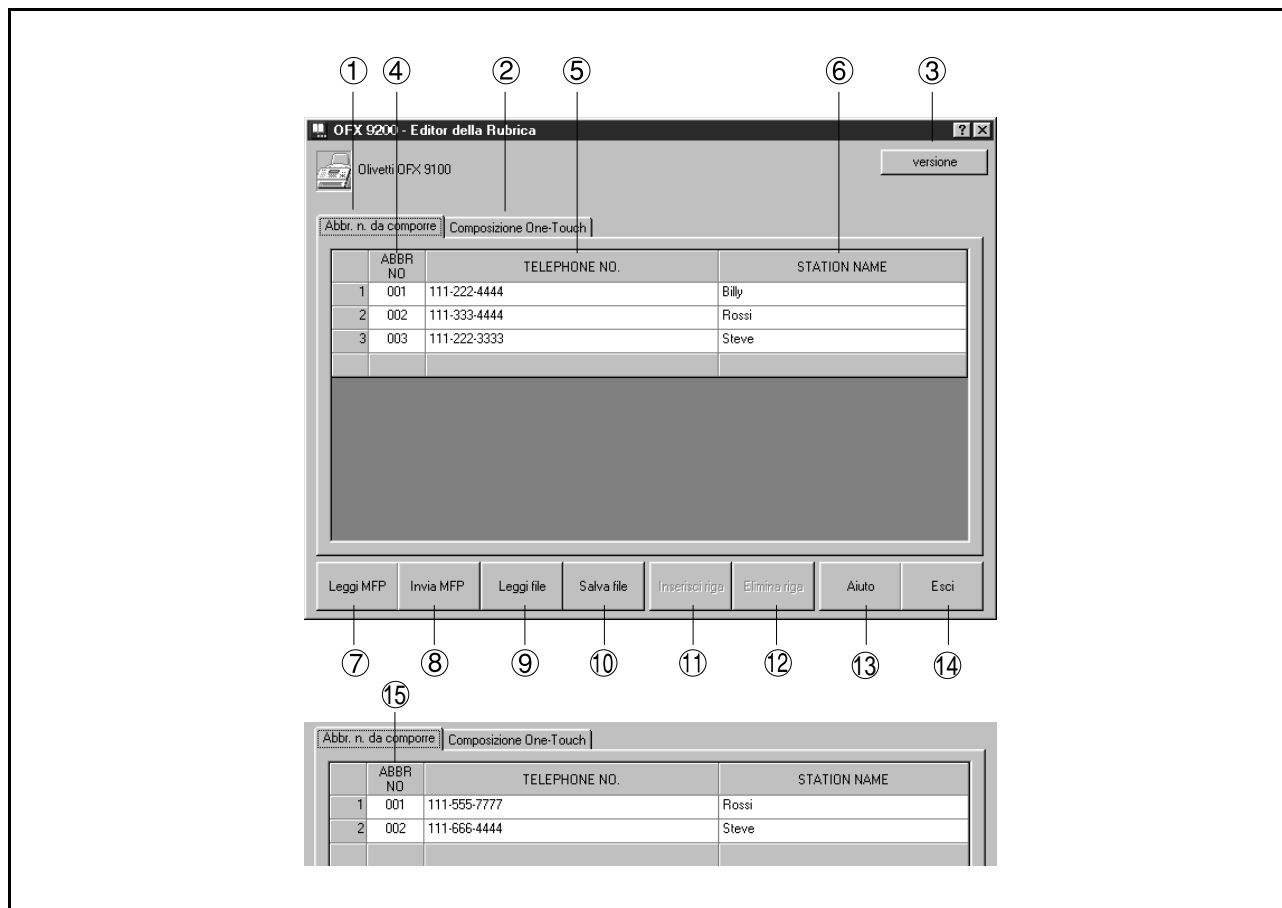 ① ④ ② ⑤ ⑥ ③
OFX 9200 - Editor della Rubrica
Olivetti OFX 9100
versione
Abbr. n. da comporre Composizione One-Touch
ABBR NO TELEPHONE NO. STATION NAME
1 001 111-222-4444 Billy
2 002 111-333-4444 Rossi
3 003 111-222-3333 Steve
Leggi MFP Invia MFP Leggi file Salva file Inserisci riga Elimina riga Aiuto Esci
⑦ ⑧ ⑨ ⑩ ⑪ ⑫ ⑬ ⑭
⑮
Abbr. n. da comporre Composizione One-Touch
ABBR NO TELEPHONE NO. STATION NAME
1 001 111-555-7777 Rossi
2 002 111-666-4444 Steve